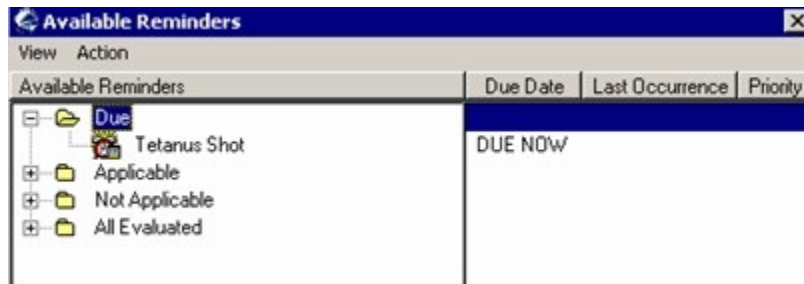 Available Reminders
View Action
Available Reminders Due Date Last Occurrence Priority
Due
Tetanus Shot DUE NOW
Applicable
Not Applicable
All Evaluated